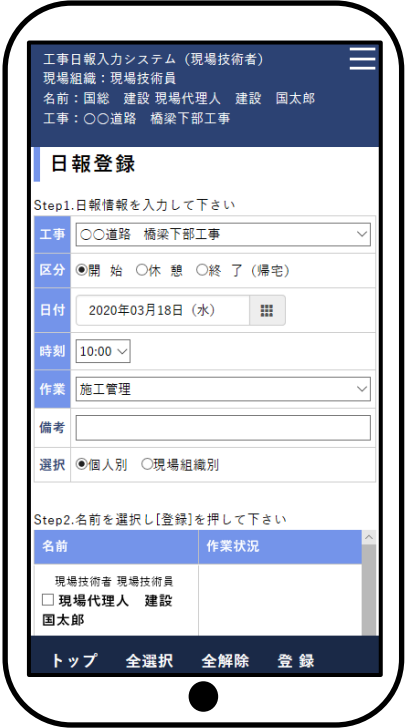 工事日報入力システム（現場技術者）
現場組織：現場技術員
名前：国総　建設 現場代理人　建設　国太郎
工事：〇〇道路　橋梁下部工事
日報登録
Step1.日報情報を入力して下さい
工事 〇〇道路　橋梁下部工事
区分 開 始 休 憩 終 了（帰宅）
日付 2020年03月18日（水）
時刻 10:00
作業 施工管理
備考
選択 個人別 現場組織別
Step2.名前を選択し[登録]を押して下さい
名前 作業状況
現場技術者 現場技術員
現場代理人　建設
国太郎
トップ 全選択 全解除 登 録